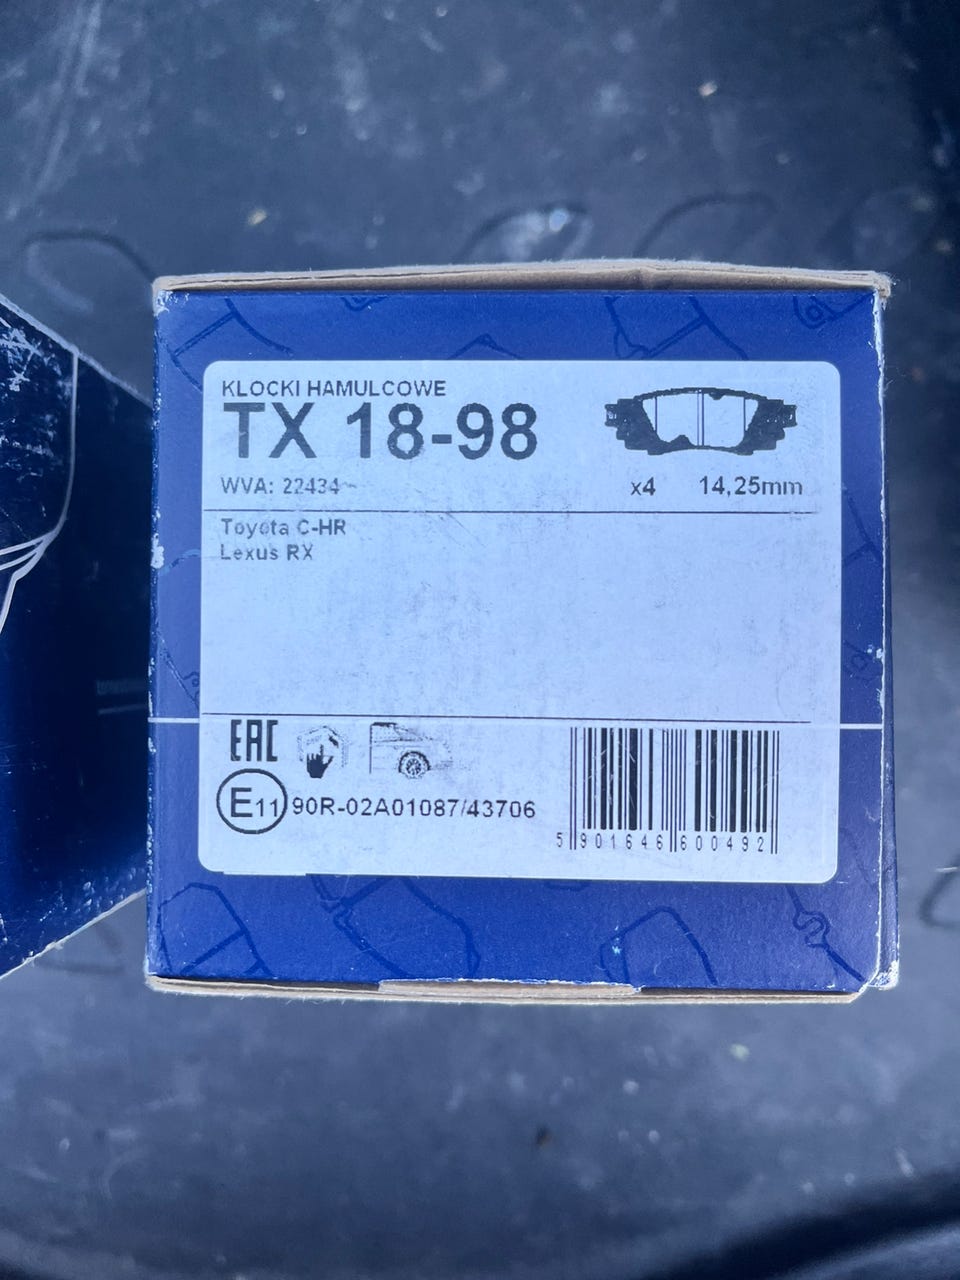 KLOCKI HAMULCOWE
TX 18-98
WVA: 22434
x4 14,25mm
Toyota C-HR
Lexus RX
EAC
E11 90R-02A01087/43706
5 901646 600492